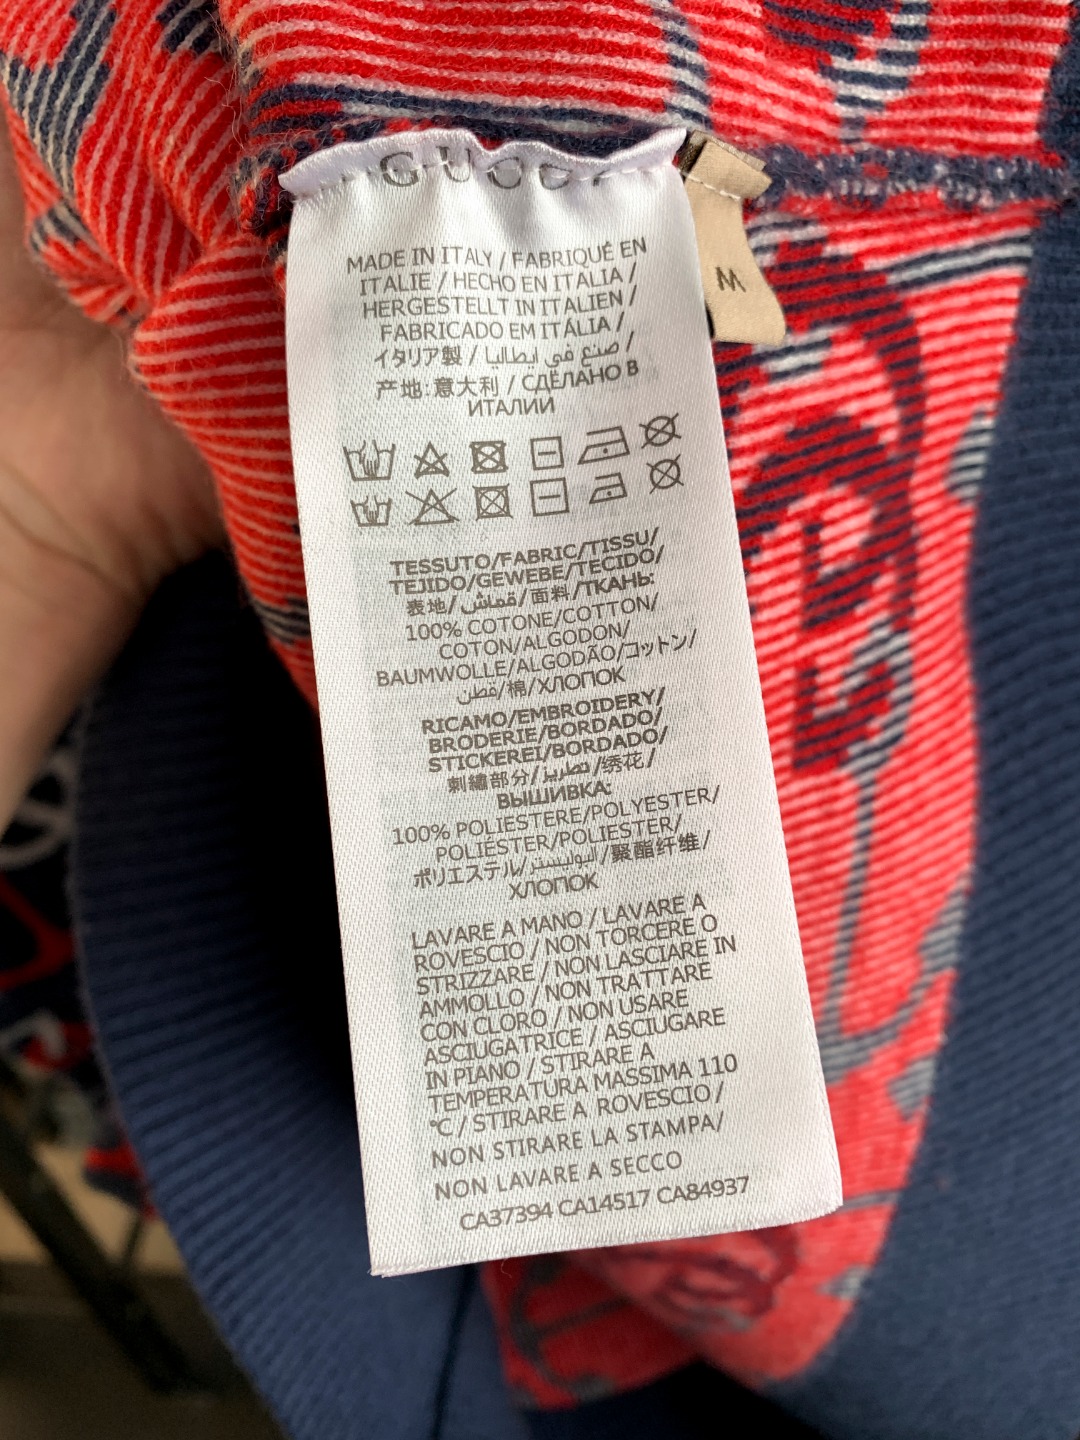 GUCCI
M
MADE IN ITALY / FABRIQUÉ EN
ITALIE / HECHO EN ITALIA /
HERGESTELLT IN ITALIEN /
FABRICADO EM ITÁLIA /
イタリア製 / صنع في ايطاليا /
产地:意大利 / СДЕЛАНО В
ИТАЛИИ
TESSUTO/FABRIC/TISSU/
TEJIDO/GEWEBE/TECIDO/
表地/قماش/面料/ТКАНЬ:
100% COTONE/COTTON/
COTON/ALGODON/
BAUMWOLLE/ALGODÃO/コットン/
قطن/棉/ХЛОПОК
RICAMO/EMBROIDERY/
BRODERIE/BORDADO/
STICKEREI/BORDADO/
刺繍部分/تطريز/绣花/
ВЫШИВКА:
100% POLIESTERE/POLYESTER/
POLIÉSTER/POLIESTER/
ポリエステル/البوليستر/聚酯纤维/
ХЛОПОК
LAVARE A MANO / LAVARE A
ROVESCIO / NON TORCERE O
STRIZZARE / NON LASCIARE IN
AMMOLLO / NON TRATTARE
CON CLORO / NON USARE
ASCIUGATRICE / ASCIUGARE
IN PIANO / STIRARE A
TEMPERATURA MASSIMA 110
°C / STIRARE A ROVESCIO /
NON STIRARE LA STAMPA/
NON LAVARE A SECCO
CA37394 CA14517 CA84937